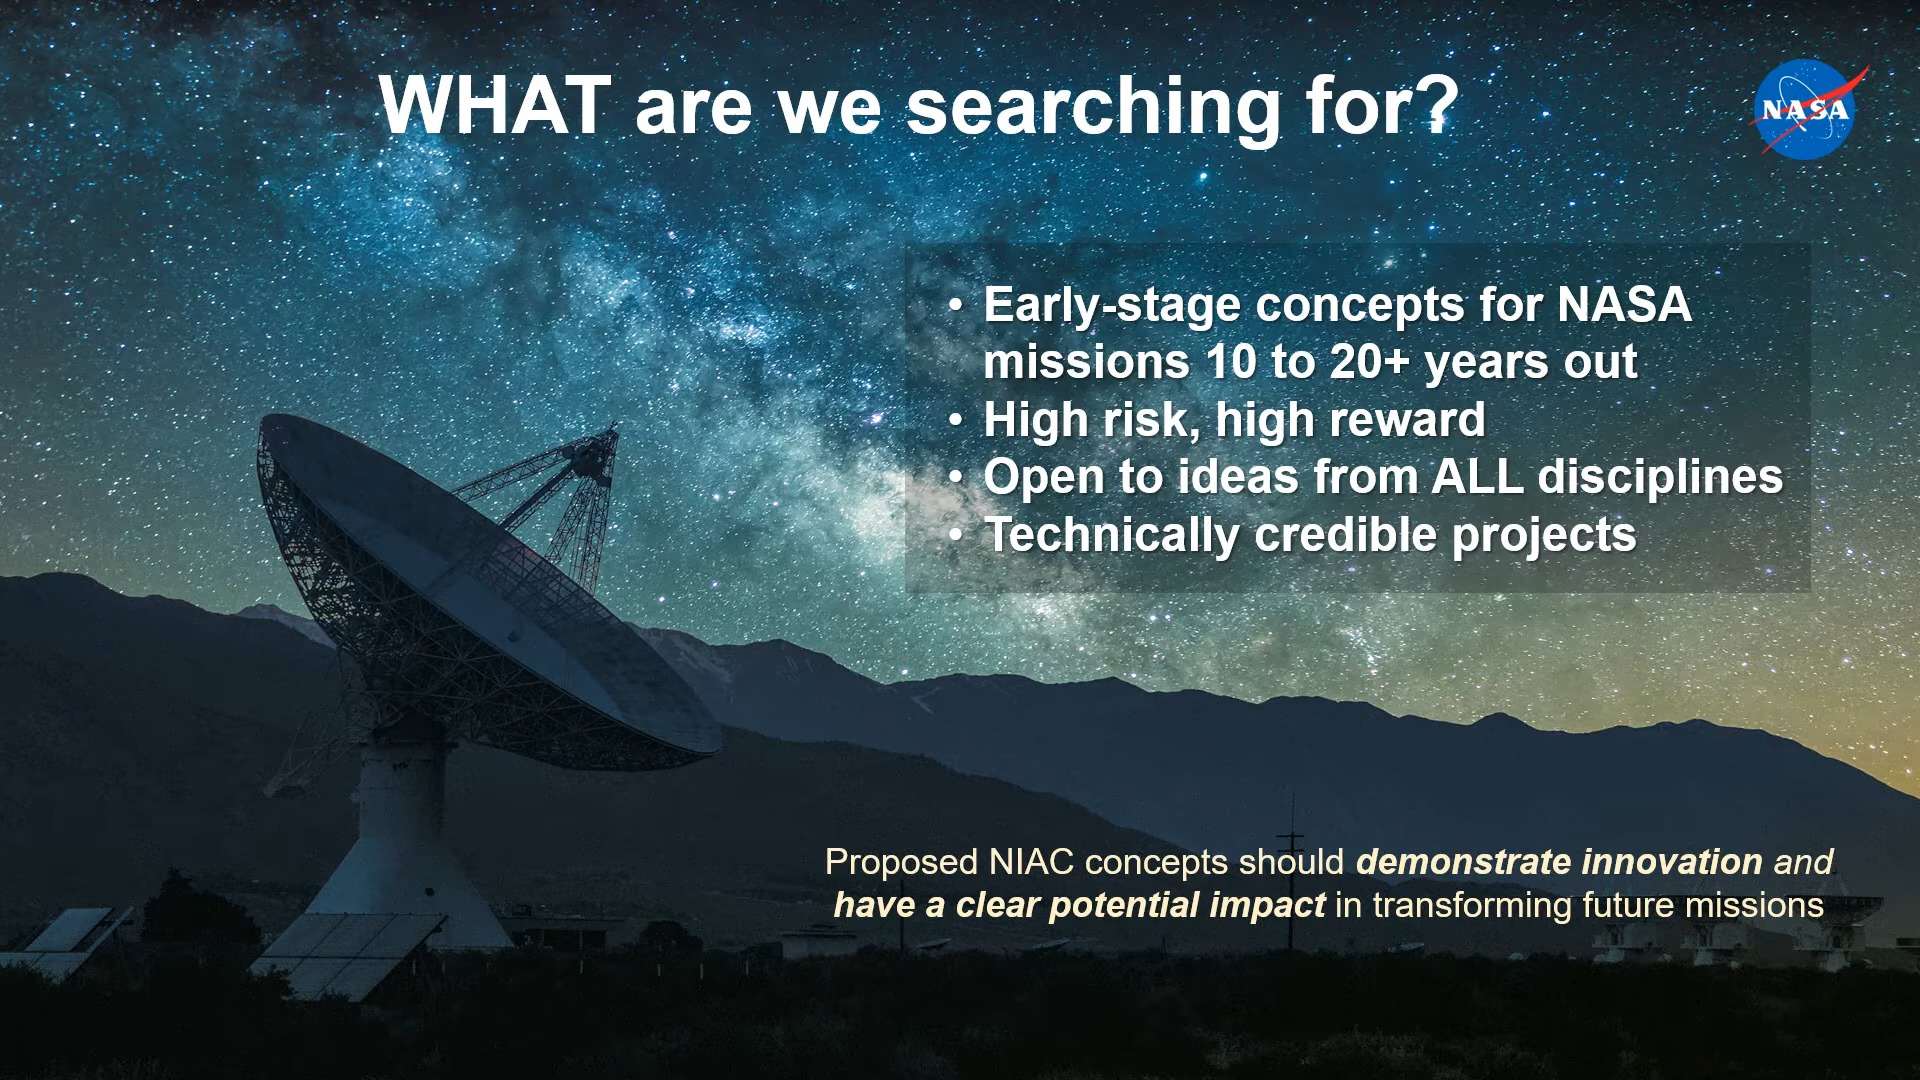 WHAT are we searching for?
NASA
• Early-stage concepts for NASA
missions 10 to 20+ years out
• High risk, high reward
• Open to ideas from ALL disciplines
• Technically credible projects
Proposed NIAC concepts should demonstrate innovation and
have a clear potential impact in transforming future missions